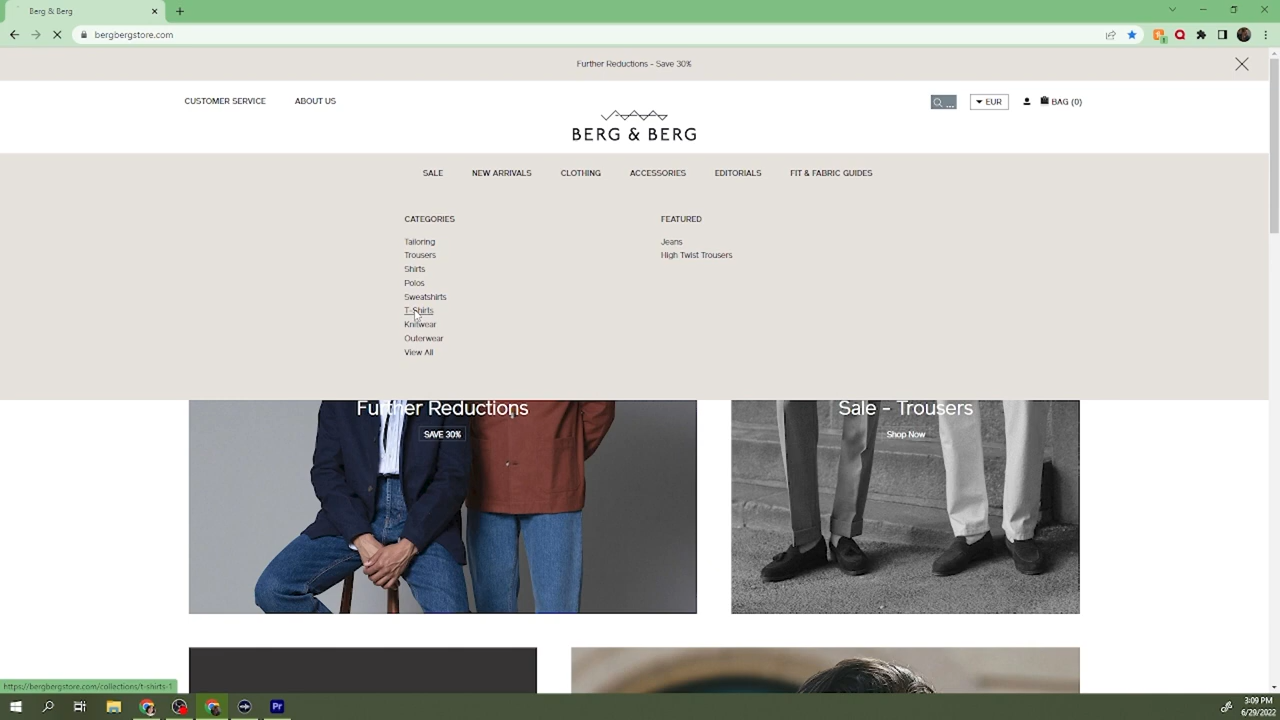 Berg & Berg
bergbergstore.com
Further Reductions - Save 30%
CUSTOMER SERVICE
ABOUT US
...
EUR
BAG (0)
BERG & BERG
SALE
NEW ARRIVALS
CLOTHING
ACCESSORIES
EDITORIALS
FIT & FABRIC GUIDES
CATEGORIES
FEATURED
Tailoring
Jeans
Trousers
High Twist Trousers
Shirts
Polos
Sweatshirts
T-Shirts
Knitwear
Outerwear
View All
Further Reductions
SAVE 30%
Sale - Trousers
Shop Now
https://bergbergstore.com/collections/t-shirts-1
Pr
3:09 PM
6/29/2022